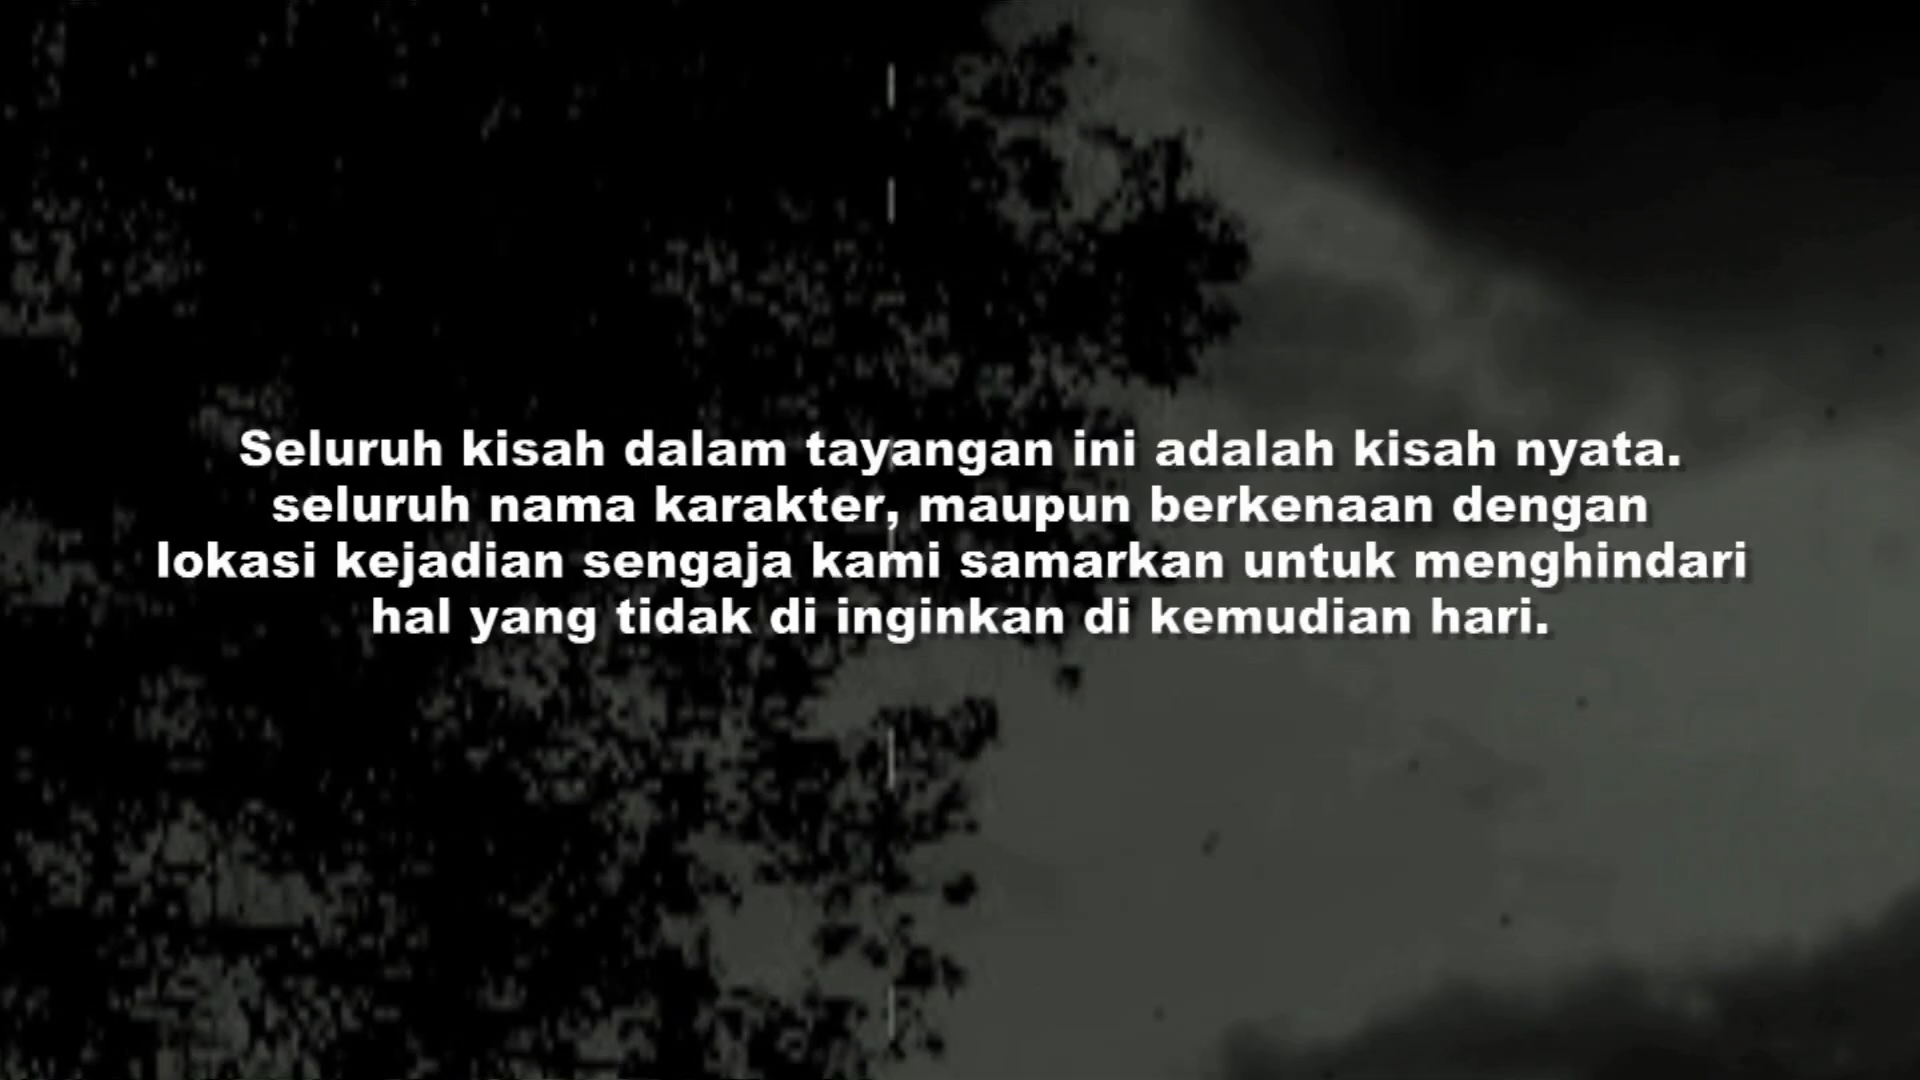 Seluruh kisah dalam tayangan ini adalah kisah nyata.
seluruh nama karakter, maupun berkenaan dengan
lokasi kejadian sengaja kami samarkan untuk menghindari
hal yang tidak di inginkan di kemudian hari.